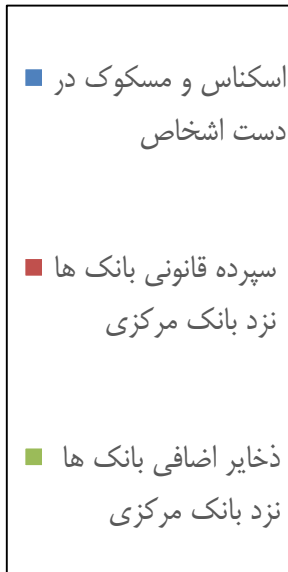 اسکناس و مسکوک در
دست اشخاص
سپرده قانونی بانک ها
نزد بانک مرکزی
ذخایر اضافی بانک ها
نزد بانک مرکزی